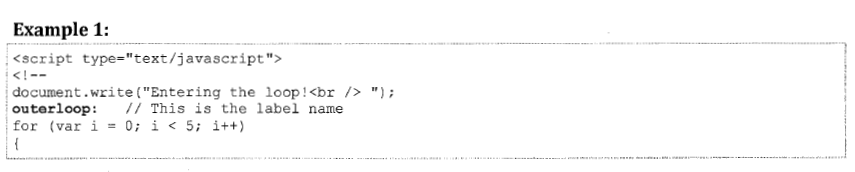 Example 1:
<script type="text/javascript">
<!--
document.write("Entering the loop!<br /> ");
outerloop:   // This is the label name
for (var i = 0; i < 5; i++)
{